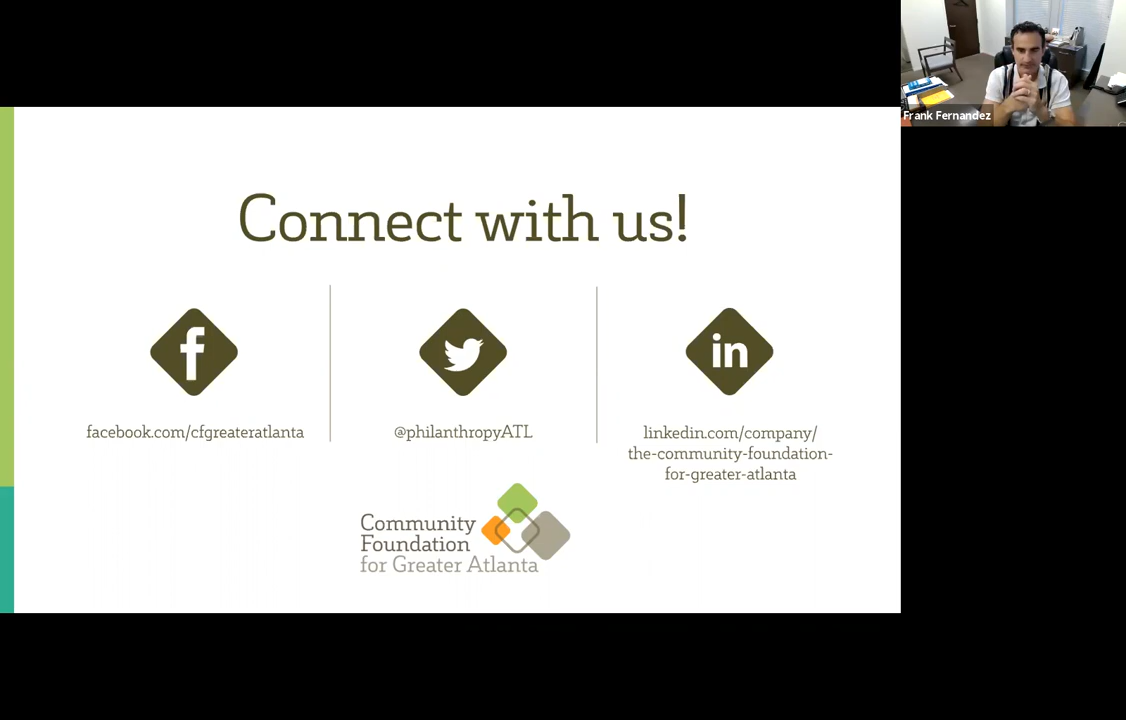 Frank Fernandez
Connect with us!
f
in
facebook.com/cfgreateratlanta
@philanthropyATL
linkedin.com/company/
the-community-foundation-
for-greater-atlanta
Community
Foundation
for Greater Atlanta